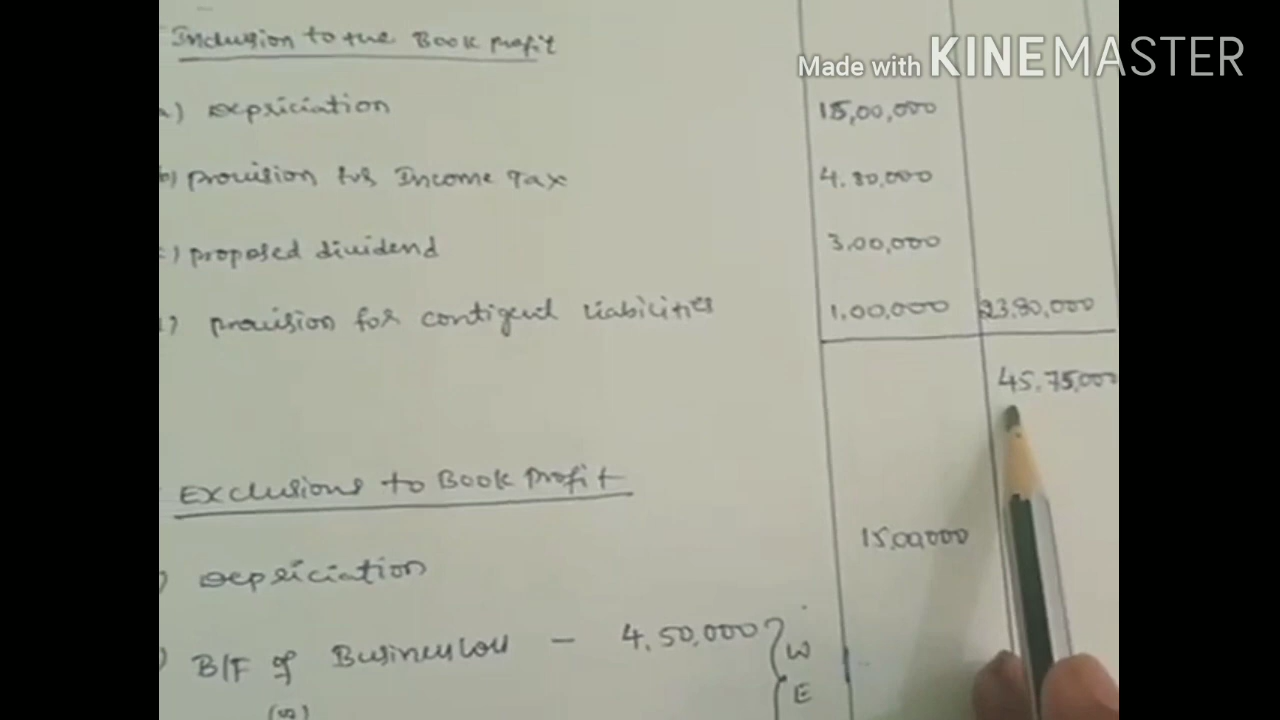 Inclusion to the Book Profit
Made with KINEMASTER
a) Depriciation 15,00,000
b) provision for Income Tax 4.80,000
c) proposed dividend 3.00,000
) provision for contigent liabilities 1.00,000 23.80,000
45.75,000
Exclusions to Book Profit
) Depriciation 15,00,000
) B/F of Business Loss - 4,50,000 } W
(or) E